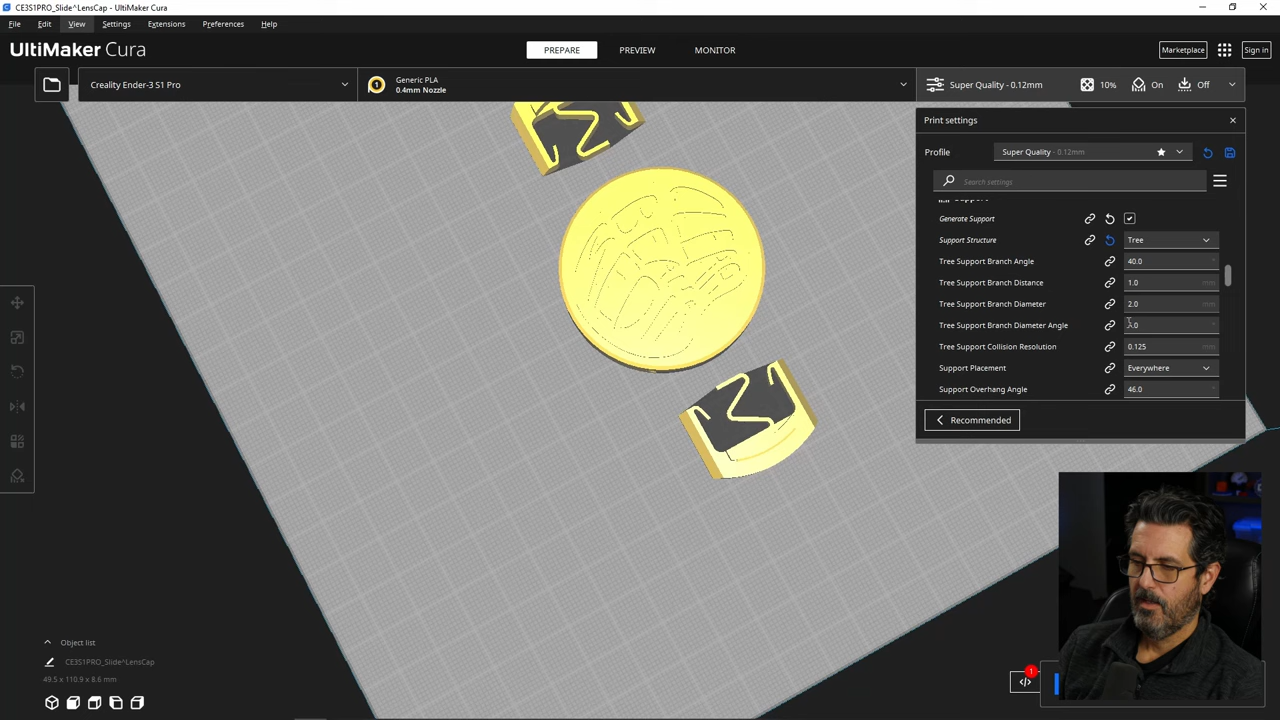 CE3S1PRO_Slide^LensCap - UltiMaker Cura
File Edit View Settings Extensions Preferences Help
UltiMaker Cura
PREPARE PREVIEW MONITOR
Marketplace Sign in
Creality Ender-3 S1 Pro
Generic PLA
0.4mm Nozzle
Super Quality - 0.12mm 10% On Off
Print settings
Profile Super Quality - 0.12mm
Search settings
Generate Support
Support Structure Tree
Tree Support Branch Angle 40.0 °
Tree Support Branch Distance 1.0 mm
Tree Support Branch Diameter 2.0 mm
Tree Support Branch Diameter Angle
Tree Support Collision Resolution 0.125 mm
Support Placement Everywhere
Support Overhang Angle 46.0 °
Recommended
Object list
CE3S1PRO_Slide^LensCap
49.5 x 110.9 x 8.6 mm
1